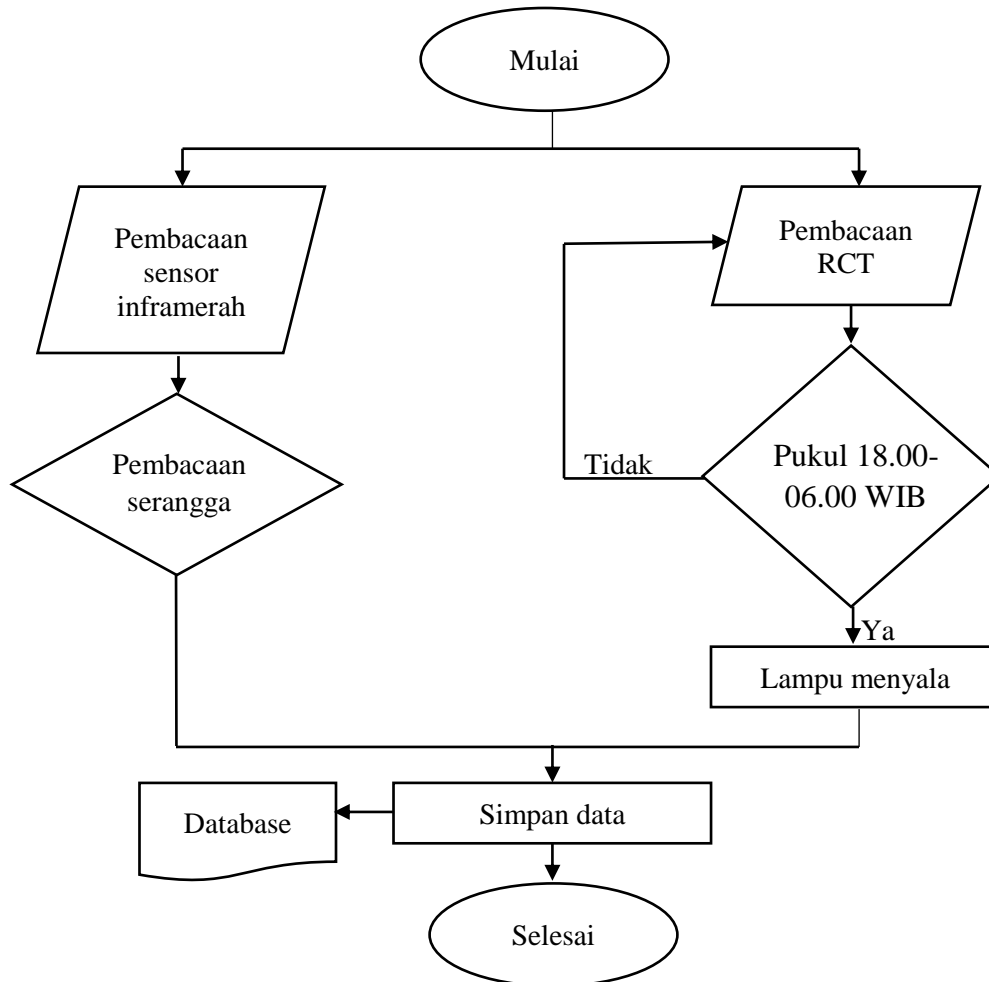 Mulai
Pembacaan
sensor
inframerah
Pembacaan
RCT
Pembacaan
serangga
Tidak
Pukul 18.00-
06.00 WIB
Ya
Lampu menyala
Database
Simpan data
Selesai